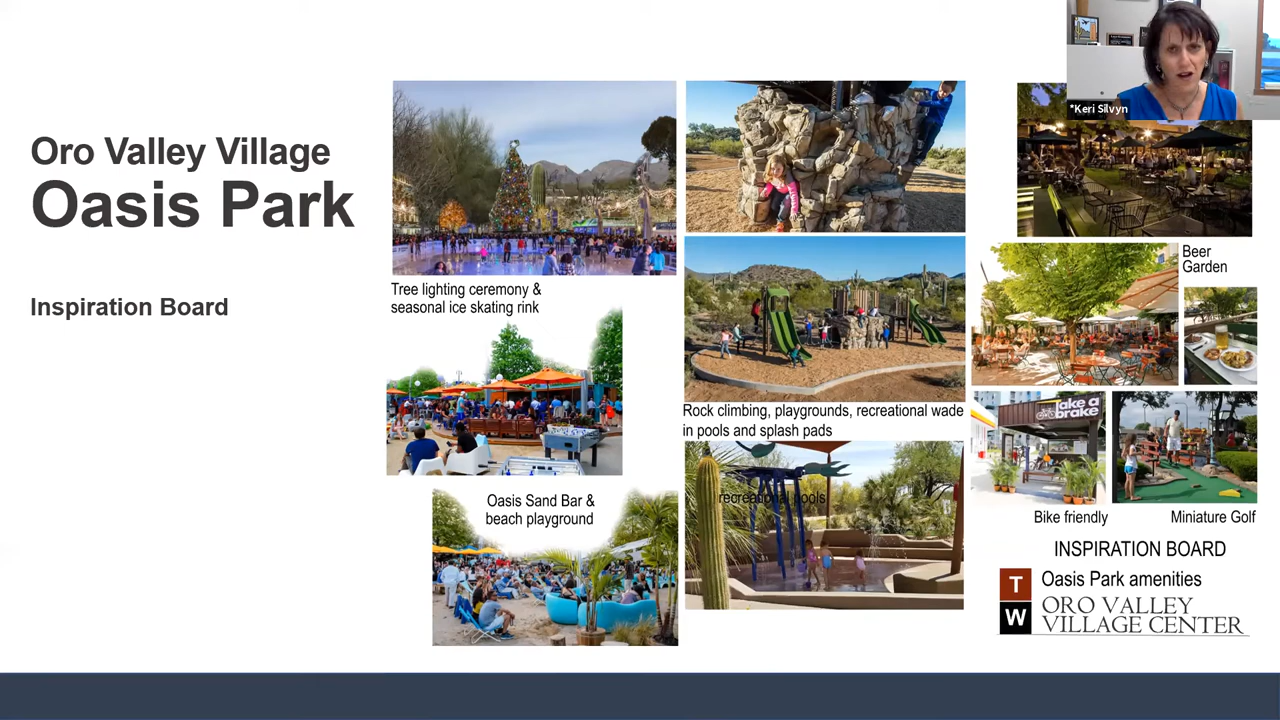 Oro Valley Village
Oasis Park
Inspiration Board
Tree lighting ceremony &
seasonal ice skating rink
Oasis Sand Bar &
beach playground
Rock climbing, playgrounds, recreational wade
in pools and splash pads
recreational pools
*Keri Silvyn
Beer
Garden
take a
brake
Bike friendly
Miniature Golf
INSPIRATION BOARD
Oasis Park amenities
T
W
ORO VALLEY
VILLAGE CENTER